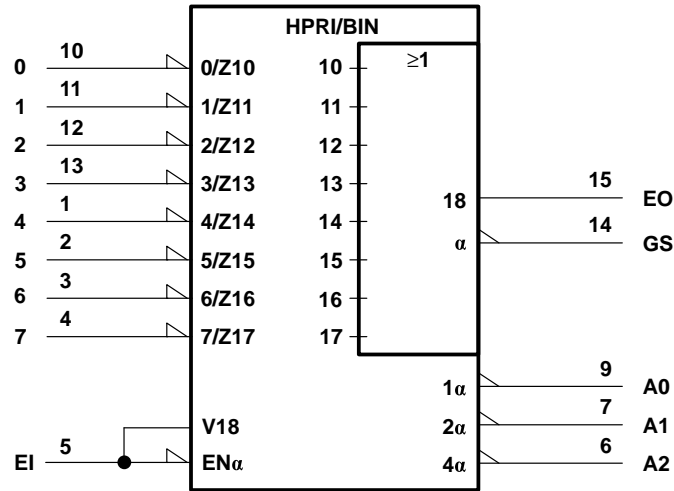 HPRI/BIN
≥1
0 10 0/Z10 10
1 11 1/Z11 11
2 12 2/Z12 12
3 13 3/Z13 13
18 15 EO
4 1 4/Z14 14
α 14 GS
5 2 5/Z15 15
6 3 6/Z16 16
7 4 7/Z17 17
1α 9 A0
V18 2α 7 A1
EI 5 ENα 4α 6 A2